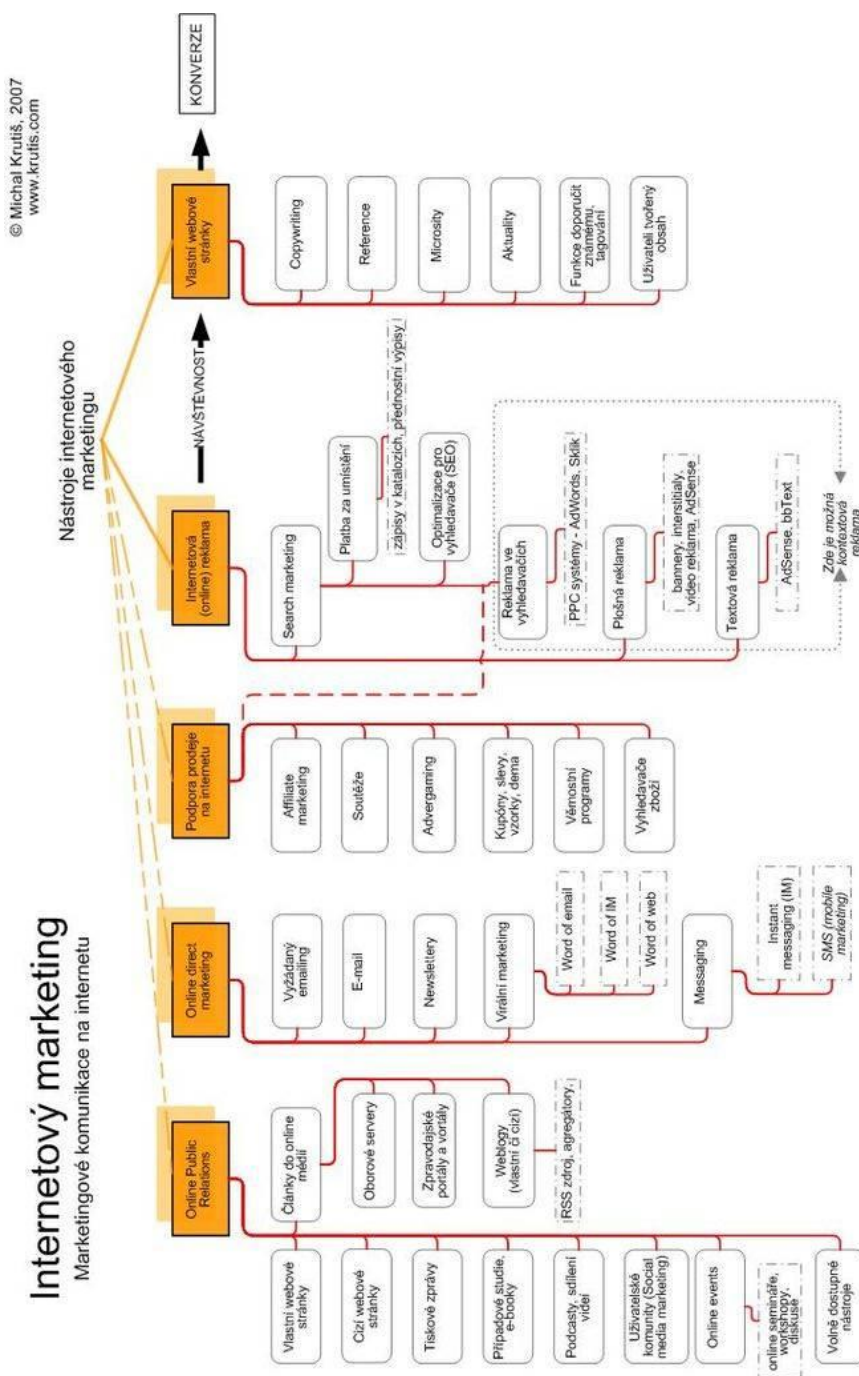 Internetový marketing
Marketingové komunikace na internetu
© Michal Krutiš, 2007
www.krutis.com
Nástroje internetového
marketingu
Online Public
Relations
Online direct
marketing
Podpora prodeje
na internetu
Internetová
(online) reklama
NÁVŠTĚVNOST
Vlastní webové
stránky
KONVERZE
Vlastní webové
stránky
Cizí webové
stránky
Tiskové zprávy
Případové studie,
e-booky
Podcasty, sdílení
videí
Uživatelské
komunity (Social
media marketing)
Online events
online semináře,
workshopy,
diskuse
Volně dostupné
nástroje
Články do online
médií
Oborové servery
Zpravodajské
portály a vortály
Weblogy
(vlastní či cizí)
RSS zdroj, agregátory,
Vyžádaný
emailing
E-mail
Newslettery
Virální marketing
Word of email
Word of IM
Word of web
Messaging
Instant
messaging (IM)
SMS (mobile
marketing)
Affiliate
marketing
Soutěže
Advergaming
Kupóny, slevy,
vzorky, dema
Věrnostní
programy
Vyhledavače
zboží
Search marketing
Platba za umístění
zápisy v katalozích, přednostní výpisy
Optimalizace pro
vyhledavače (SEO)
Reklama ve
vyhledavačích
PPC systémy - AdWords, Sklik
Plošná reklama
bannery, interstitialy,
video reklama, AdSense
Textová reklama
AdSense, bbText
Zde je možná
kontextová
reklama
Copywriting
Reference
Microsity
Aktuality
Funkce doporučit
známému,
tagování
Uživateli tvořený
obsah